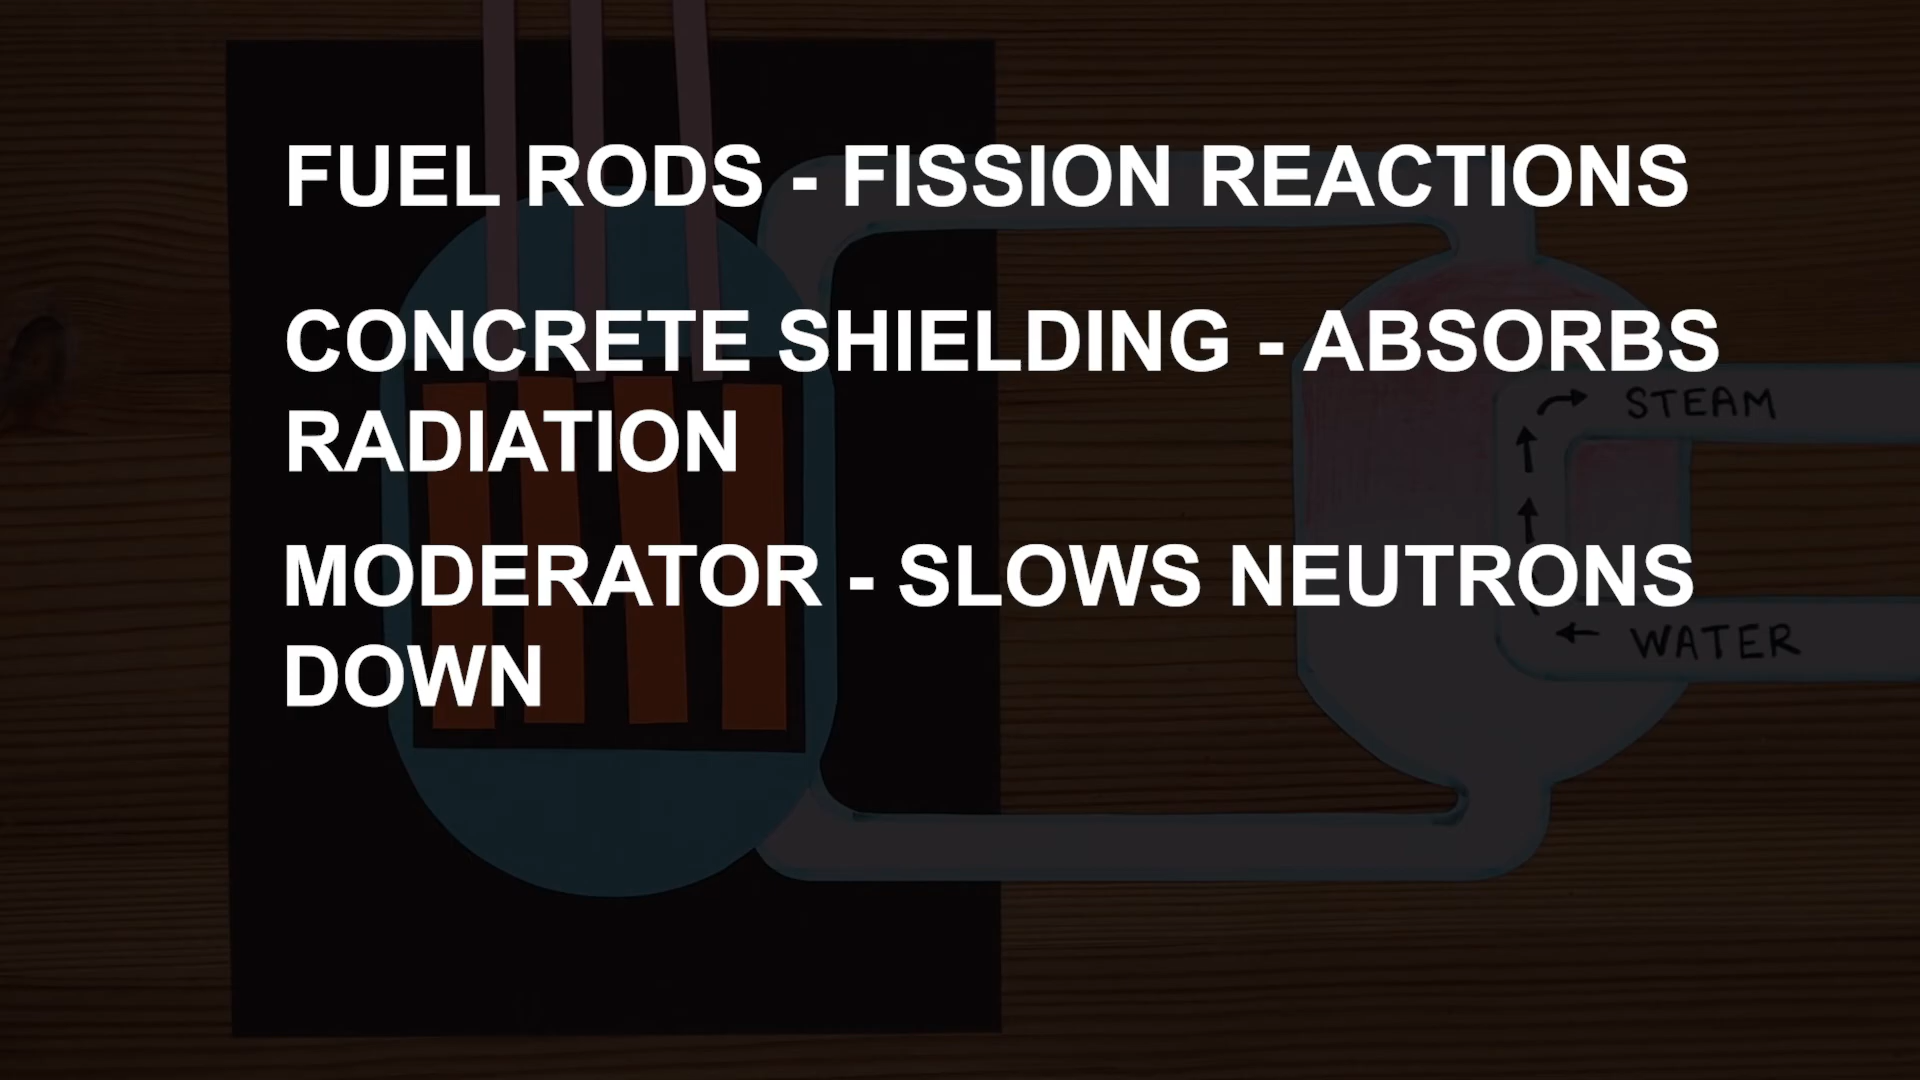 FUEL RODS - FISSION REACTIONS
CONCRETE SHIELDING - ABSORBS
RADIATION
STEAM
MODERATOR - SLOWS NEUTRONS
DOWN
WATER